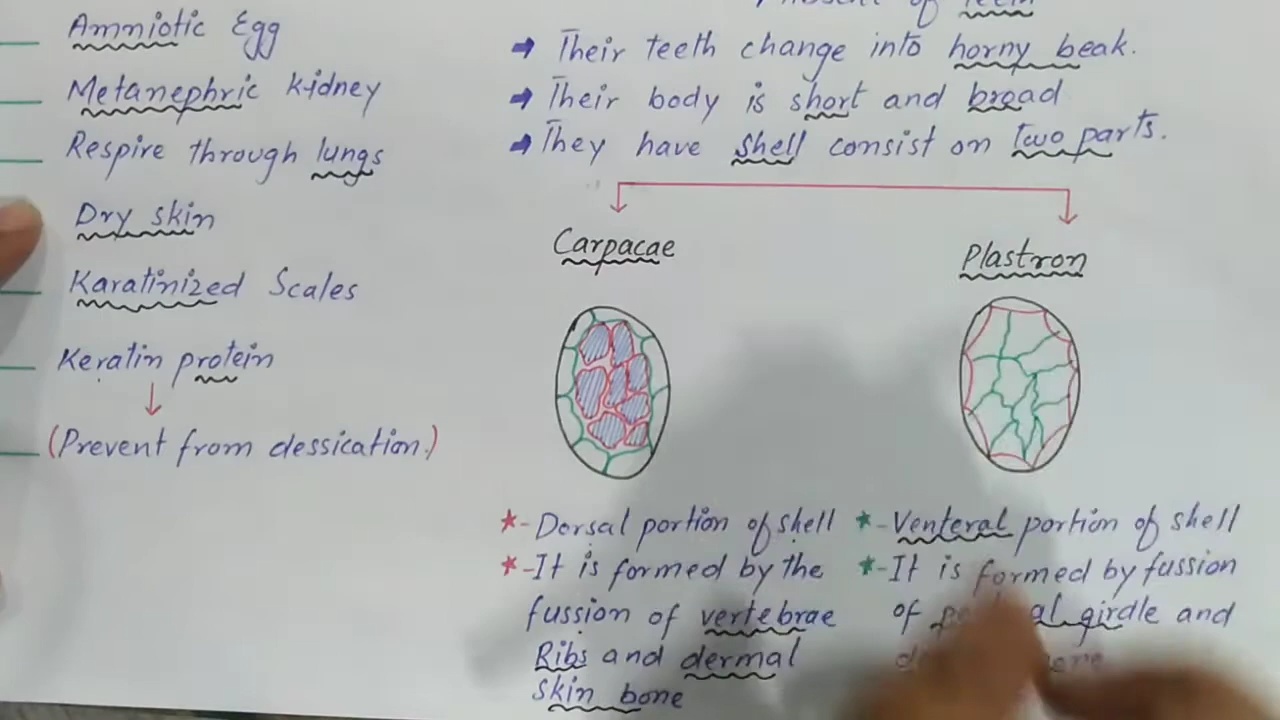 Amniotic Egg
Metanephric kidney
Respire through lungs
Dry skin
Karatinized Scales
Keratin protein
(Prevent from dessication.)
of teeth
→ Their teeth change into horny beak.
→ Their body is short and broad
→ They have shell consist on two parts.
Carpacae
*- Dorsal portion of shell
*- It is formed by the
fussion of vertebrae
Ribs and dermal
skin bone
Plastron
*- Venteral portion of shell
*- It is formed by fussion
of girdle and